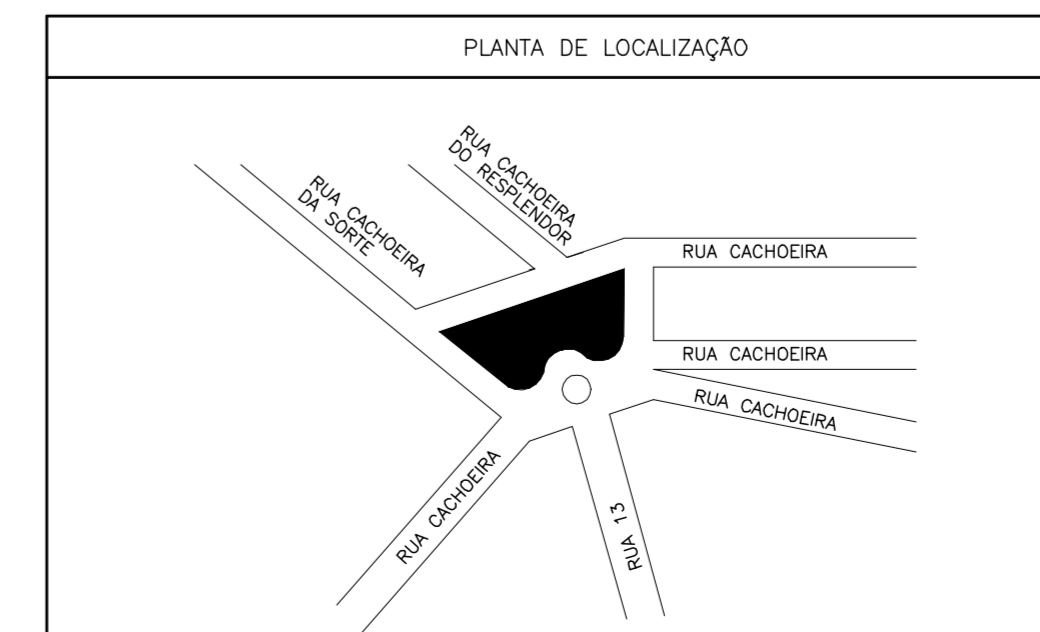 PLANTA DE LOCALIZAÇÃO
RUA CACHOEIRA
DO RESPLENDOR
RUA CACHOEIRA
DA SORTE
RUA CACHOEIRA
RUA CACHOEIRA
RUA CACHOEIRA
RUA CACHOEIRA
RUA 13